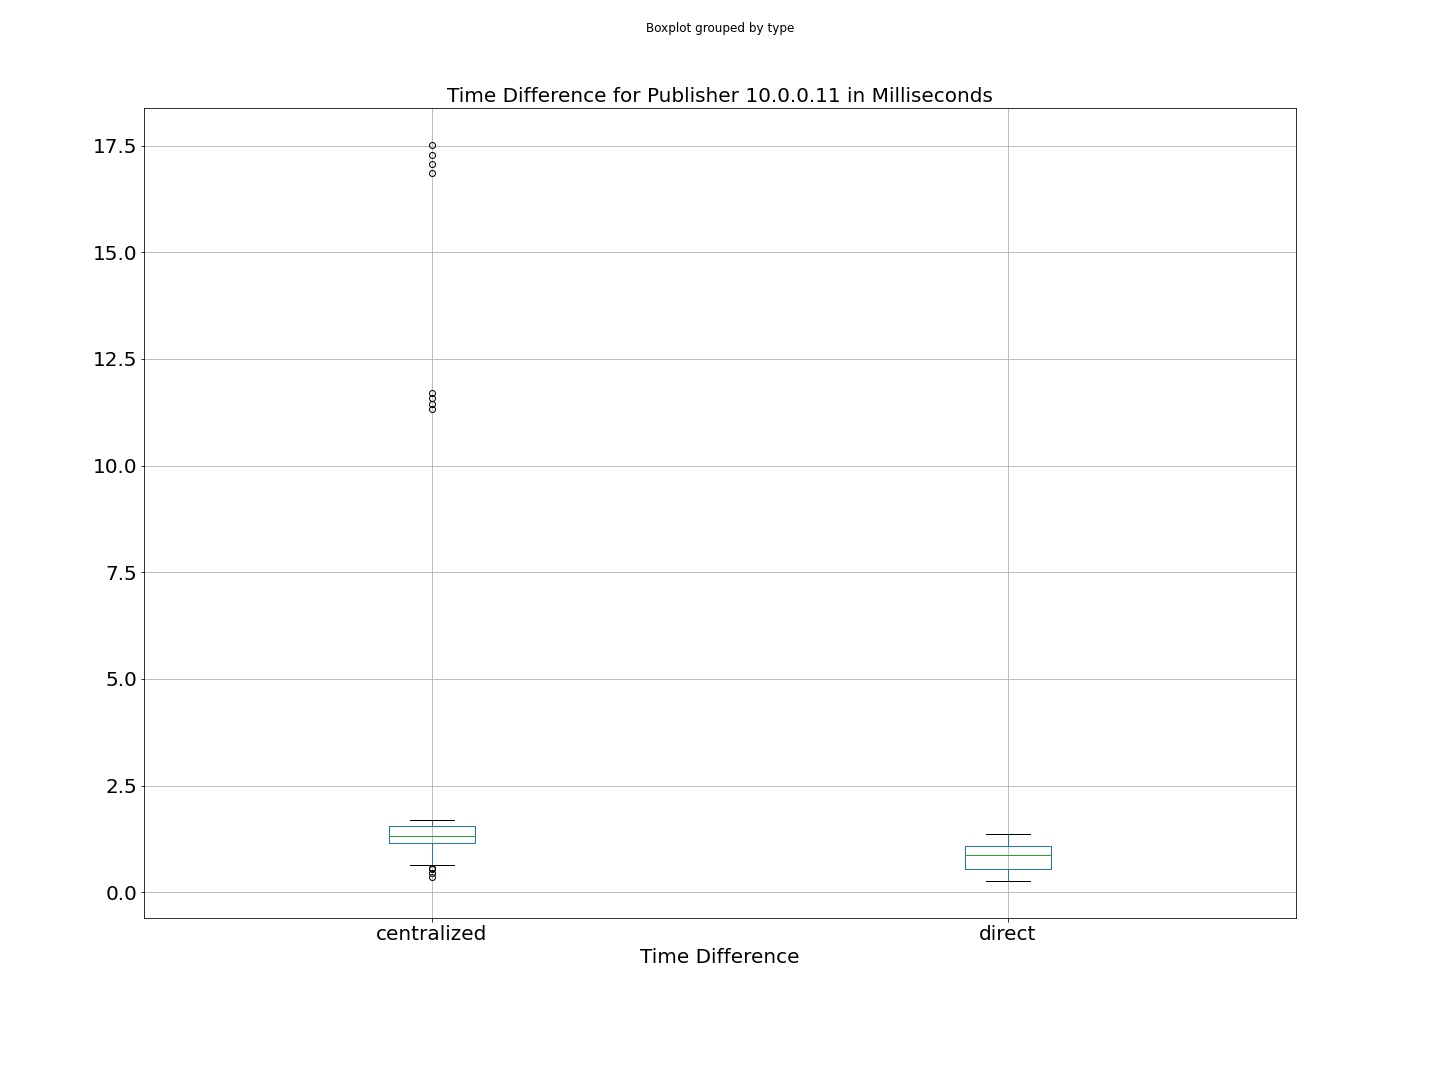 Boxplot grouped by type
Time Difference for Publisher 10.0.0.11 in Milliseconds
17.5
15.0
12.5
10.0
7.5
5.0
2.5
0.0
centralized direct
Time Difference